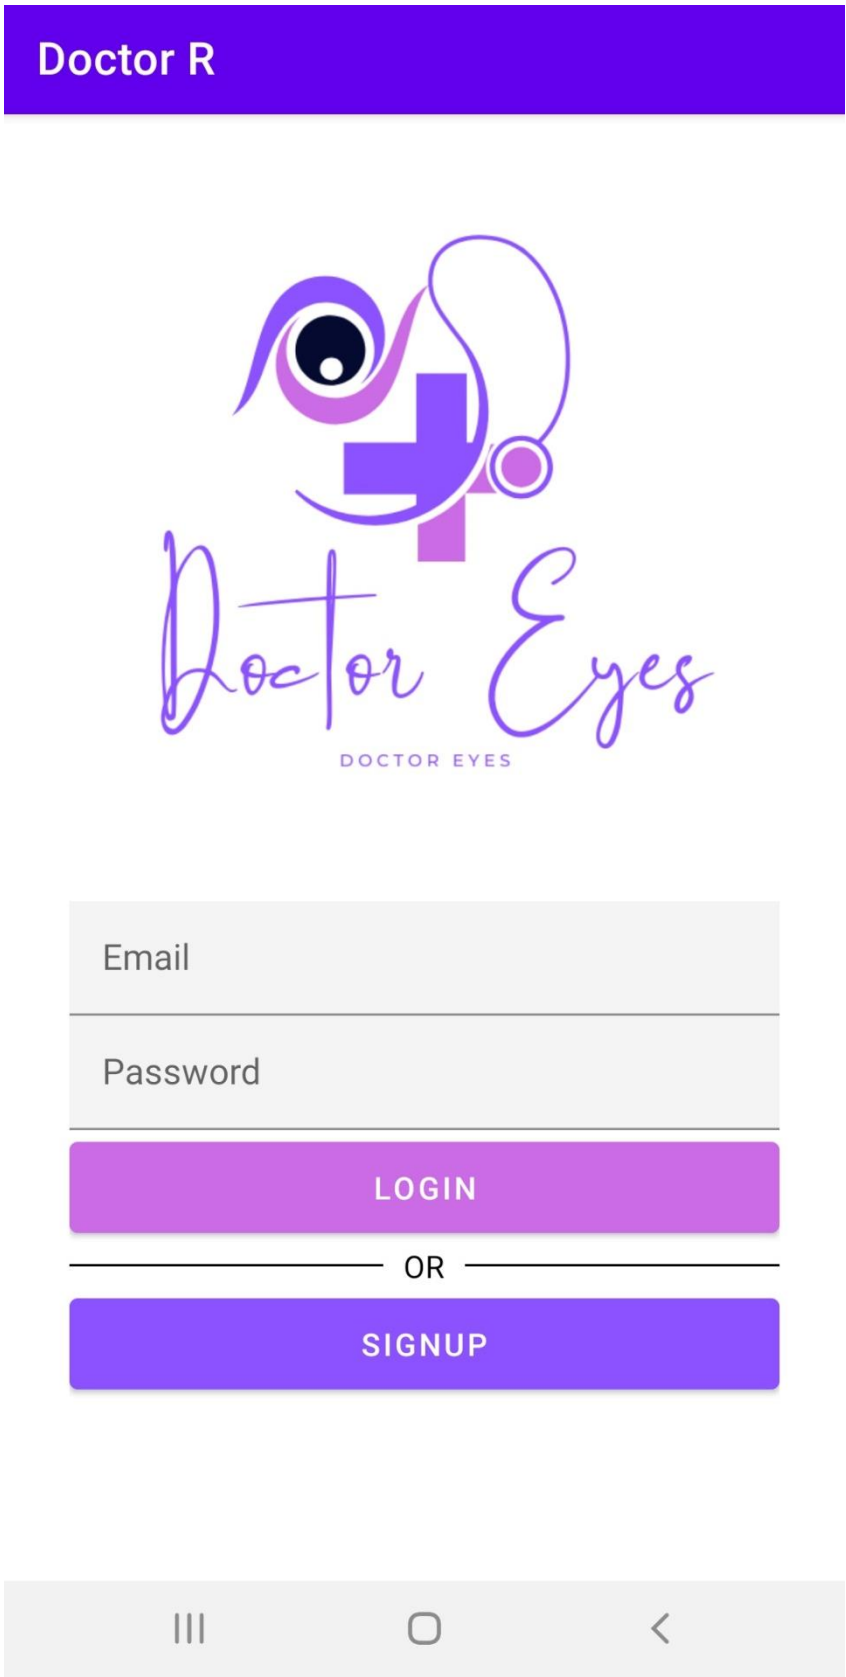 Doctor R
Doctor Eyes
DOCTOR EYES
Email
Password
LOGIN
OR
SIGNUP